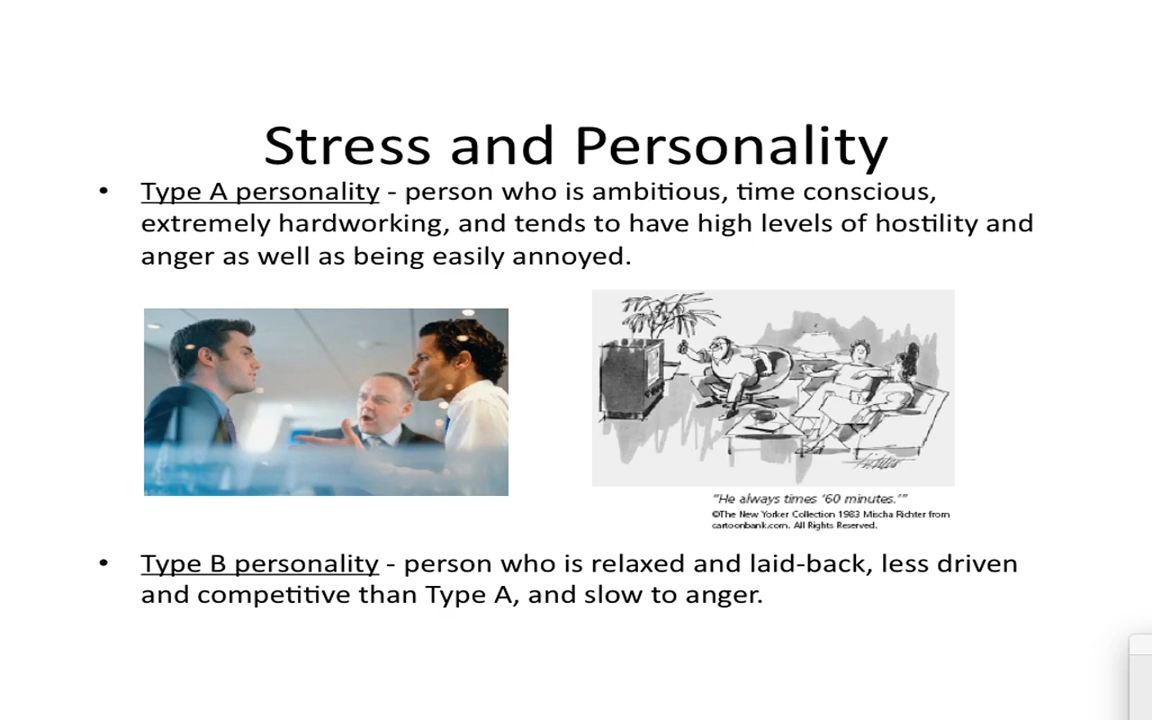 Stress and Personality
• Type A personality - person who is ambitious, time conscious,
extremely hardworking, and tends to have high levels of hostility and
anger as well as being easily annoyed.
"He always times '60 minutes.'"
©The New Yorker Collection 1983 Mischa Richter from
cartoonbank.com. All Rights Reserved.
• Type B personality - person who is relaxed and laid-back, less driven
and competitive than Type A, and slow to anger.